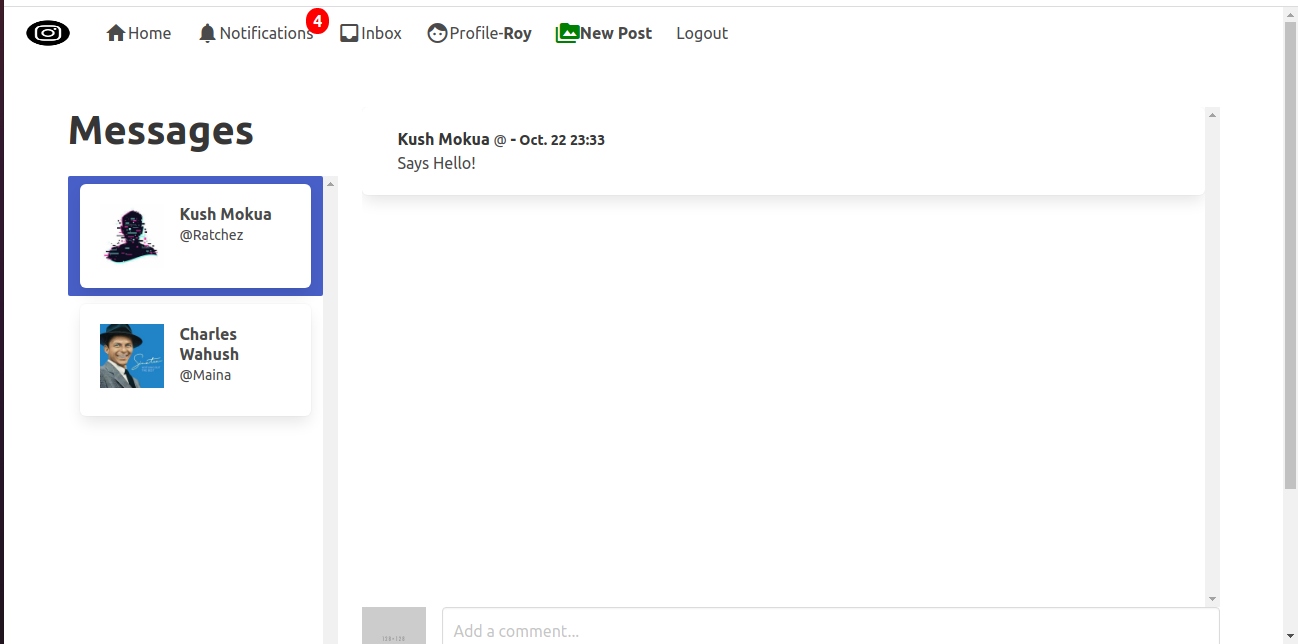 Home Notifications 4 Inbox Profile-Roy New Post Logout
Messages
Kush Mokua
@Ratchez
Charles
Wahush
@Maina
Kush Mokua @ - Oct. 22 23:33
Says Hello!
Add a comment...